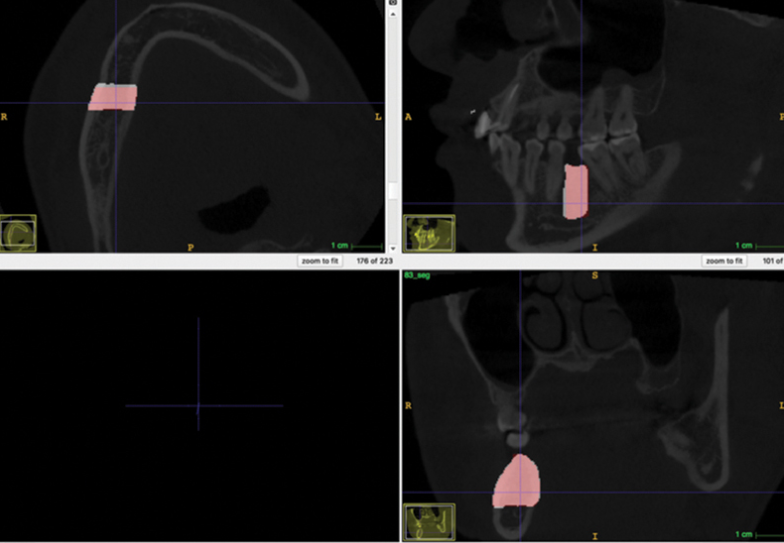 R
L
P
1 cm
zoom to fit
176 of 223
A
P
I
1 cm
zoom to fit
101 of
83_seg
S
R
L
I
1 cm